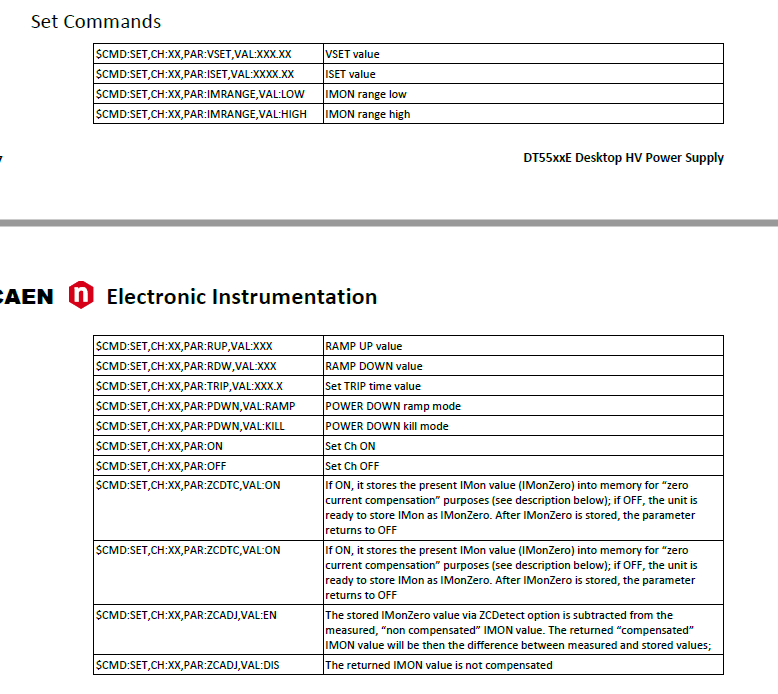 Set Commands
$CMD:SET,CH:XX,PAR:VSET,VAL:XXX.XX VSET value
$CMD:SET,CH:XX,PAR:ISET,VAL:XXXX.XX ISET value
$CMD:SET,CH:XX,PAR:IMRANGE,VAL:LOW IMON range low
$CMD:SET,CH:XX,PAR:IMRANGE,VAL:HIGH IMON range high
DT55xxE Desktop HV Power Supply
CAEN n Electronic Instrumentation
$CMD:SET,CH:XX,PAR:RUP,VAL:XXX RAMP UP value
$CMD:SET,CH:XX,PAR:RDW,VAL:XXX RAMP DOWN value
$CMD:SET,CH:XX,PAR:TRIP,VAL:XXX.X Set TRIP time value
$CMD:SET,CH:XX,PAR:PDWN,VAL:RAMP POWER DOWN ramp mode
$CMD:SET,CH:XX,PAR:PDWN,VAL:KILL POWER DOWN kill mode
$CMD:SET,CH:XX,PAR:ON Set Ch ON
$CMD:SET,CH:XX,PAR:OFF Set Ch OFF
$CMD:SET,CH:XX,PAR:ZCDTC,VAL:ON If ON, it stores the present IMon value (IMonZero) into memory for “zero
current compensation” purposes (see description below); if OFF, the unit is
ready to store IMon as IMonZero. After IMonZero is stored, the parameter
returns to OFF
$CMD:SET,CH:XX,PAR:ZCDTC,VAL:ON If ON, it stores the present IMon value (IMonZero) into memory for “zero
current compensation” purposes (see description below); if OFF, the unit is
ready to store IMon as IMonZero. After IMonZero is stored, the parameter
returns to OFF
$CMD:SET,CH:XX,PAR:ZCADJ,VAL:EN The stored IMonZero value via ZCDetect option is subtracted from the
measured, “non compensated” IMON value. The returned “compensated”
IMON value will be then the difference between measured and stored values;
$CMD:SET,CH:XX,PAR:ZCADJ,VAL:DIS The returned IMON value is not compensated